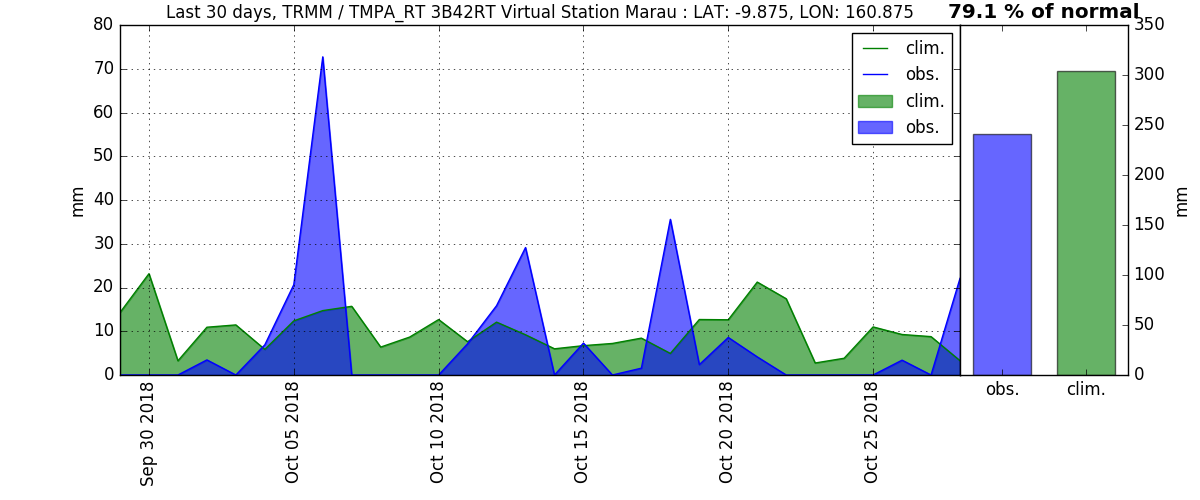 Last 30 days, TRMM / TMPA_RT 3B42RT Virtual Station Marau : LAT: -9.875, LON: 160.875
79.1 % of normal
80
70
60
50
40
30
20
10
0
mm
clim.
obs.
clim.
obs.
350
300
250
200
150
100
50
0
mm
Sep 30 2018
Oct 05 2018
Oct 10 2018
Oct 15 2018
Oct 20 2018
Oct 25 2018
obs.
clim.